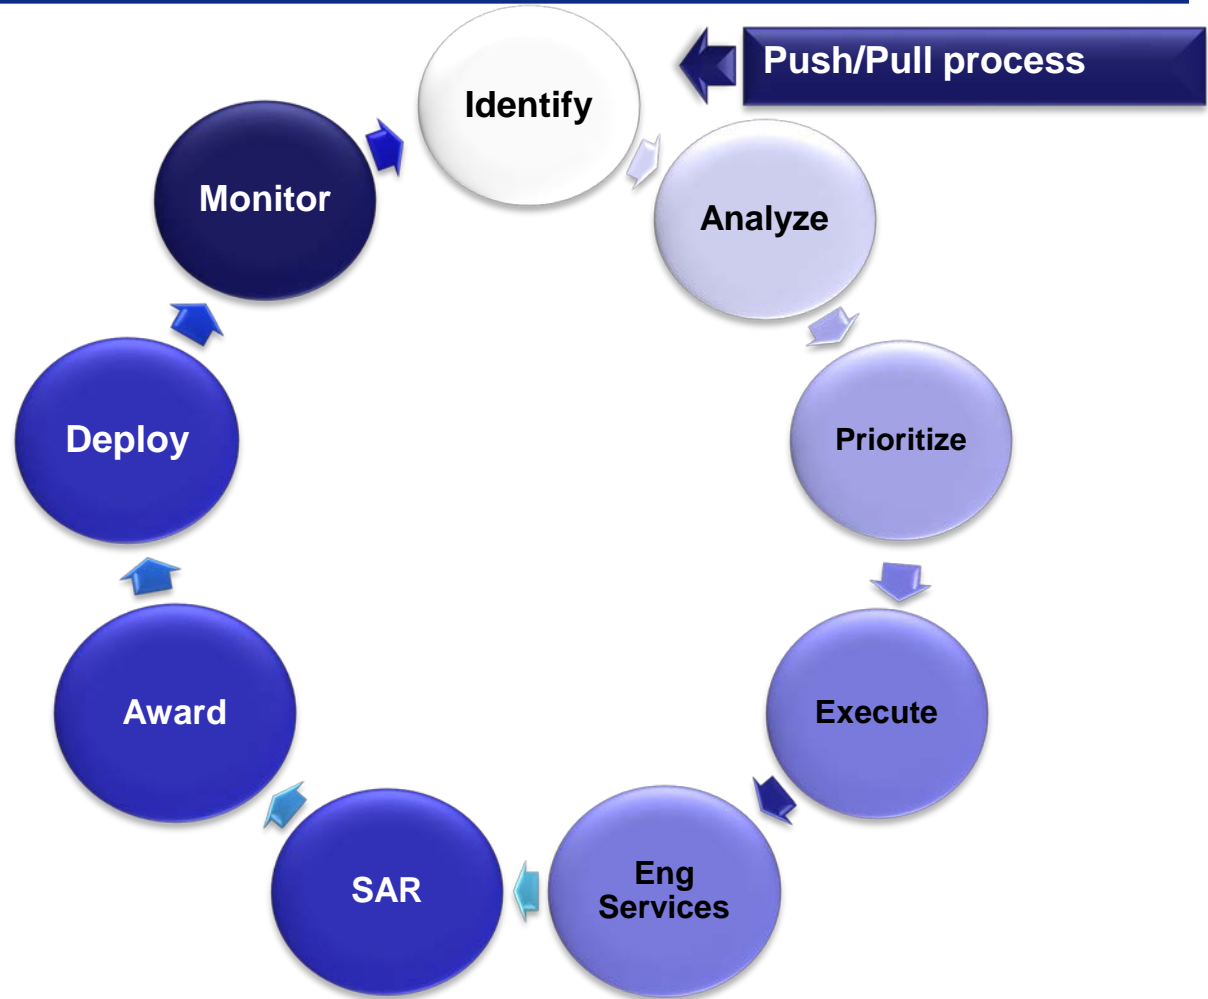 Push/Pull process
Identify
Analyze
Prioritize
Execute
Eng
Services
SAR
Award
Deploy
Monitor